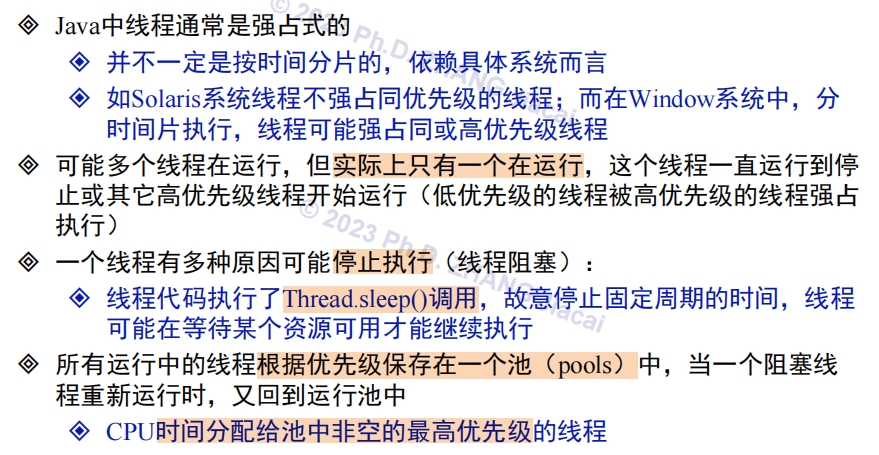 Java中线程通常是强占式的
并不一定是按时间分片的，依赖具体系统而言
如Solaris系统线程不强占同优先级的线程；而在Window系统中，分
时间片执行，线程可能强占同或高优先级线程
可能多个线程在运行，但实际上只有一个在运行，这个线程一直运行到停
止或其它高优先级线程开始运行（低优先级的线程被高优先级的线程强占
执行）
一个线程有多种原因可能停止执行（线程阻塞）：
线程代码执行了Thread.sleep()调用，故意停止固定周期的时间，线程
可能在等待某个资源可用才能继续执行
所有运行中的线程根据优先级保存在一个池（pools）中，当一个阻塞线
程重新运行时，又回到运行池中
CPU时间分配给池中非空的最高优先级的线程
© 2023 Ph.D. ZHANG
© 2023 Ph.D. ZHANG